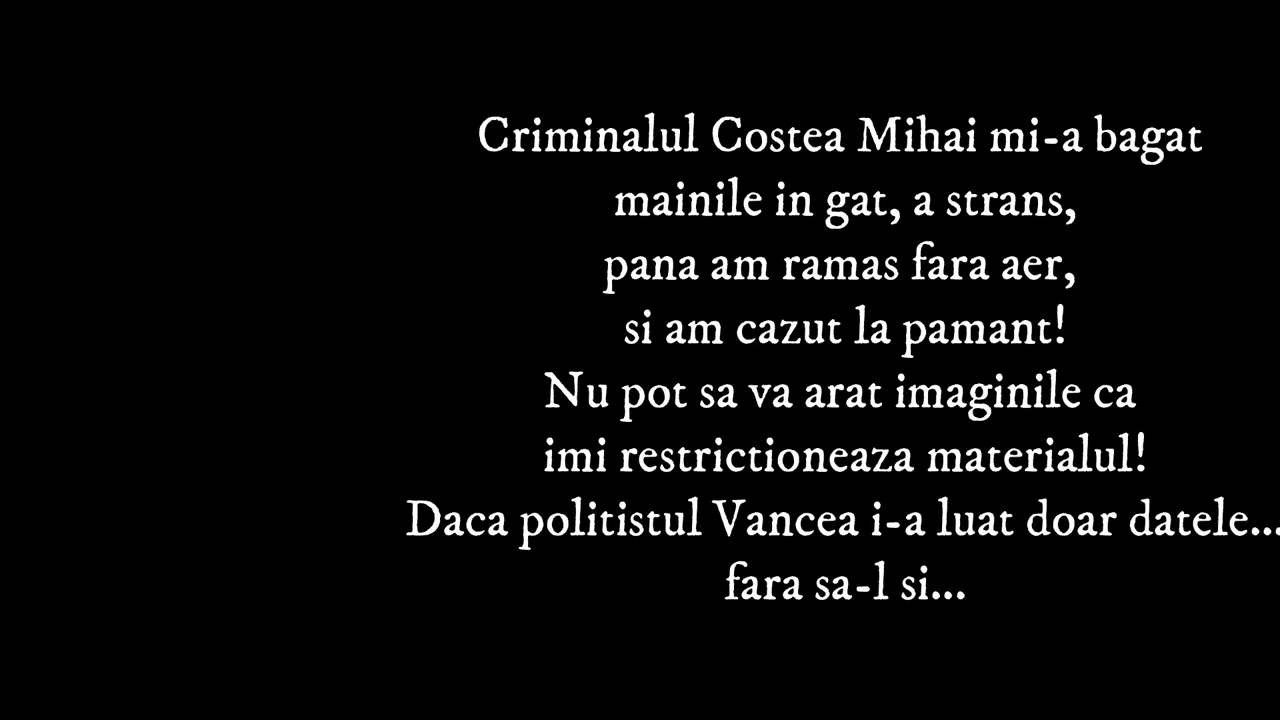 Criminalul Costea Mihai mi-a bagat
mainile in gat, a strans,
pana am ramas fara aer,
si am cazut la pamant!
Nu pot sa va arat imaginile ca
imi restrictioneaza materialul!
Daca politistul Vancea i-a luat doar datele...
fara sa-l si...